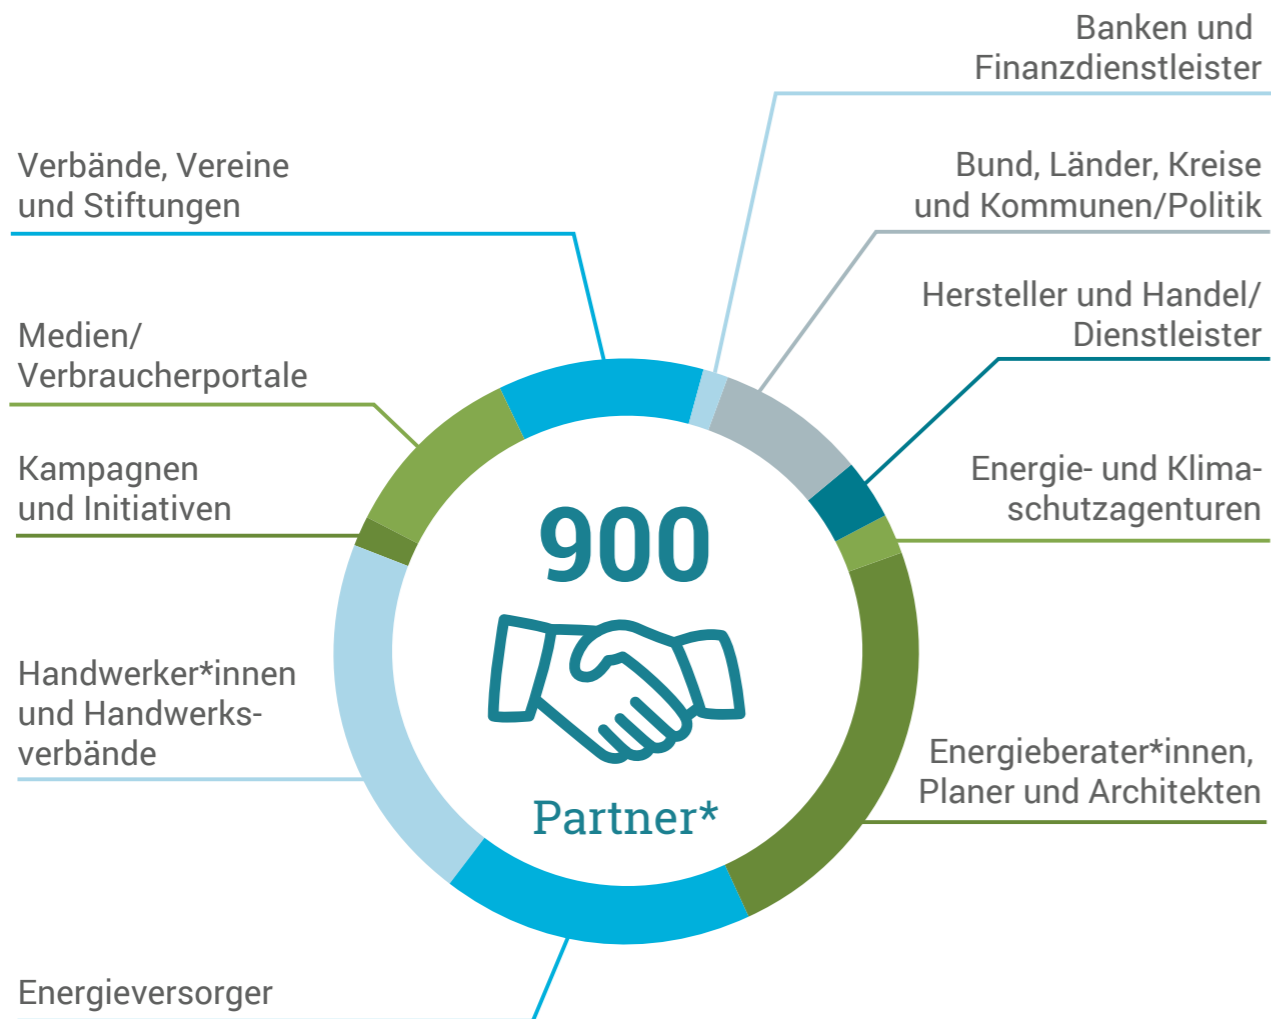 Banken und
Finanzdienstleister
Verbände, Vereine
und Stiftungen
Bund, Länder, Kreise
und Kommunen/Politik
Hersteller und Handel/
Dienstleister
Medien/
Verbraucherportale
Kampagnen
und Initiativen
Energie- und Klima-
schutzagenturen
900
Partner*
Handwerker*innen
und Handwerks-
verbände
Energieberater*innen,
Planer und Architekten
Energieversorger